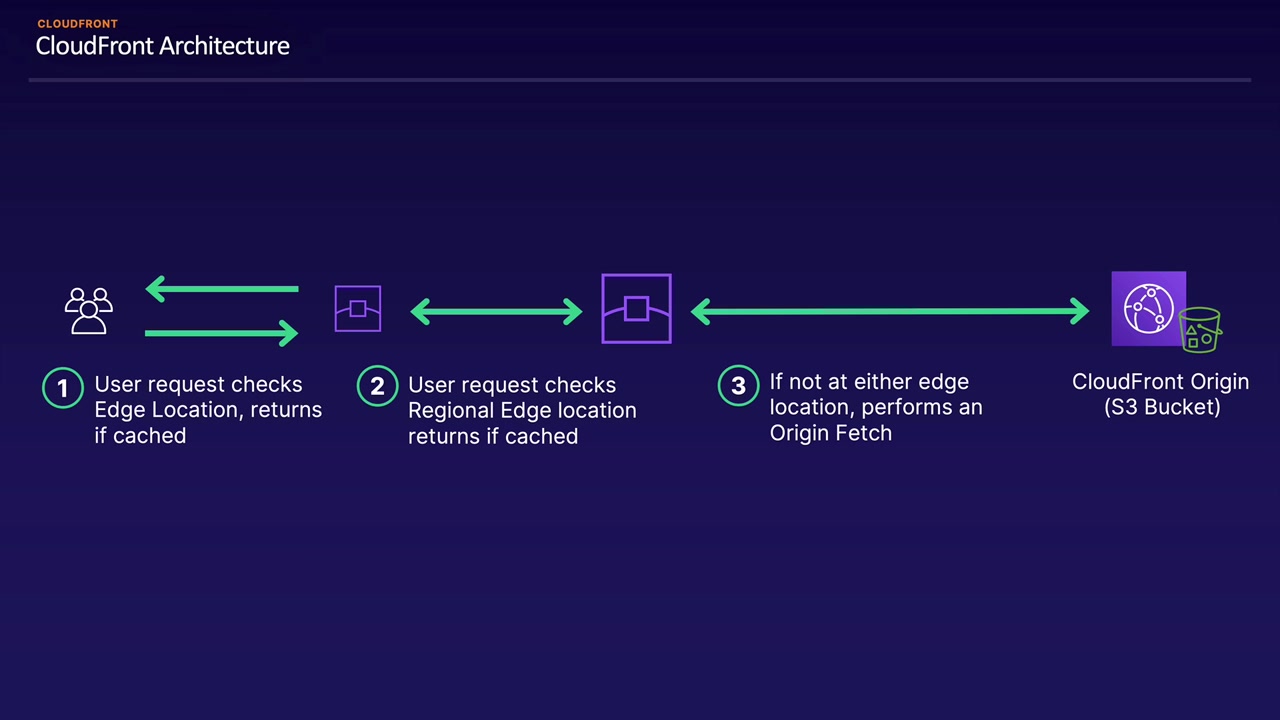 CLOUDFRONT
CloudFront Architecture
1
User request checks
Edge Location, returns
if cached
2
User request checks
Regional Edge location
returns if cached
3
If not at either edge
location, performs an
Origin Fetch
CloudFront Origin
(S3 Bucket)